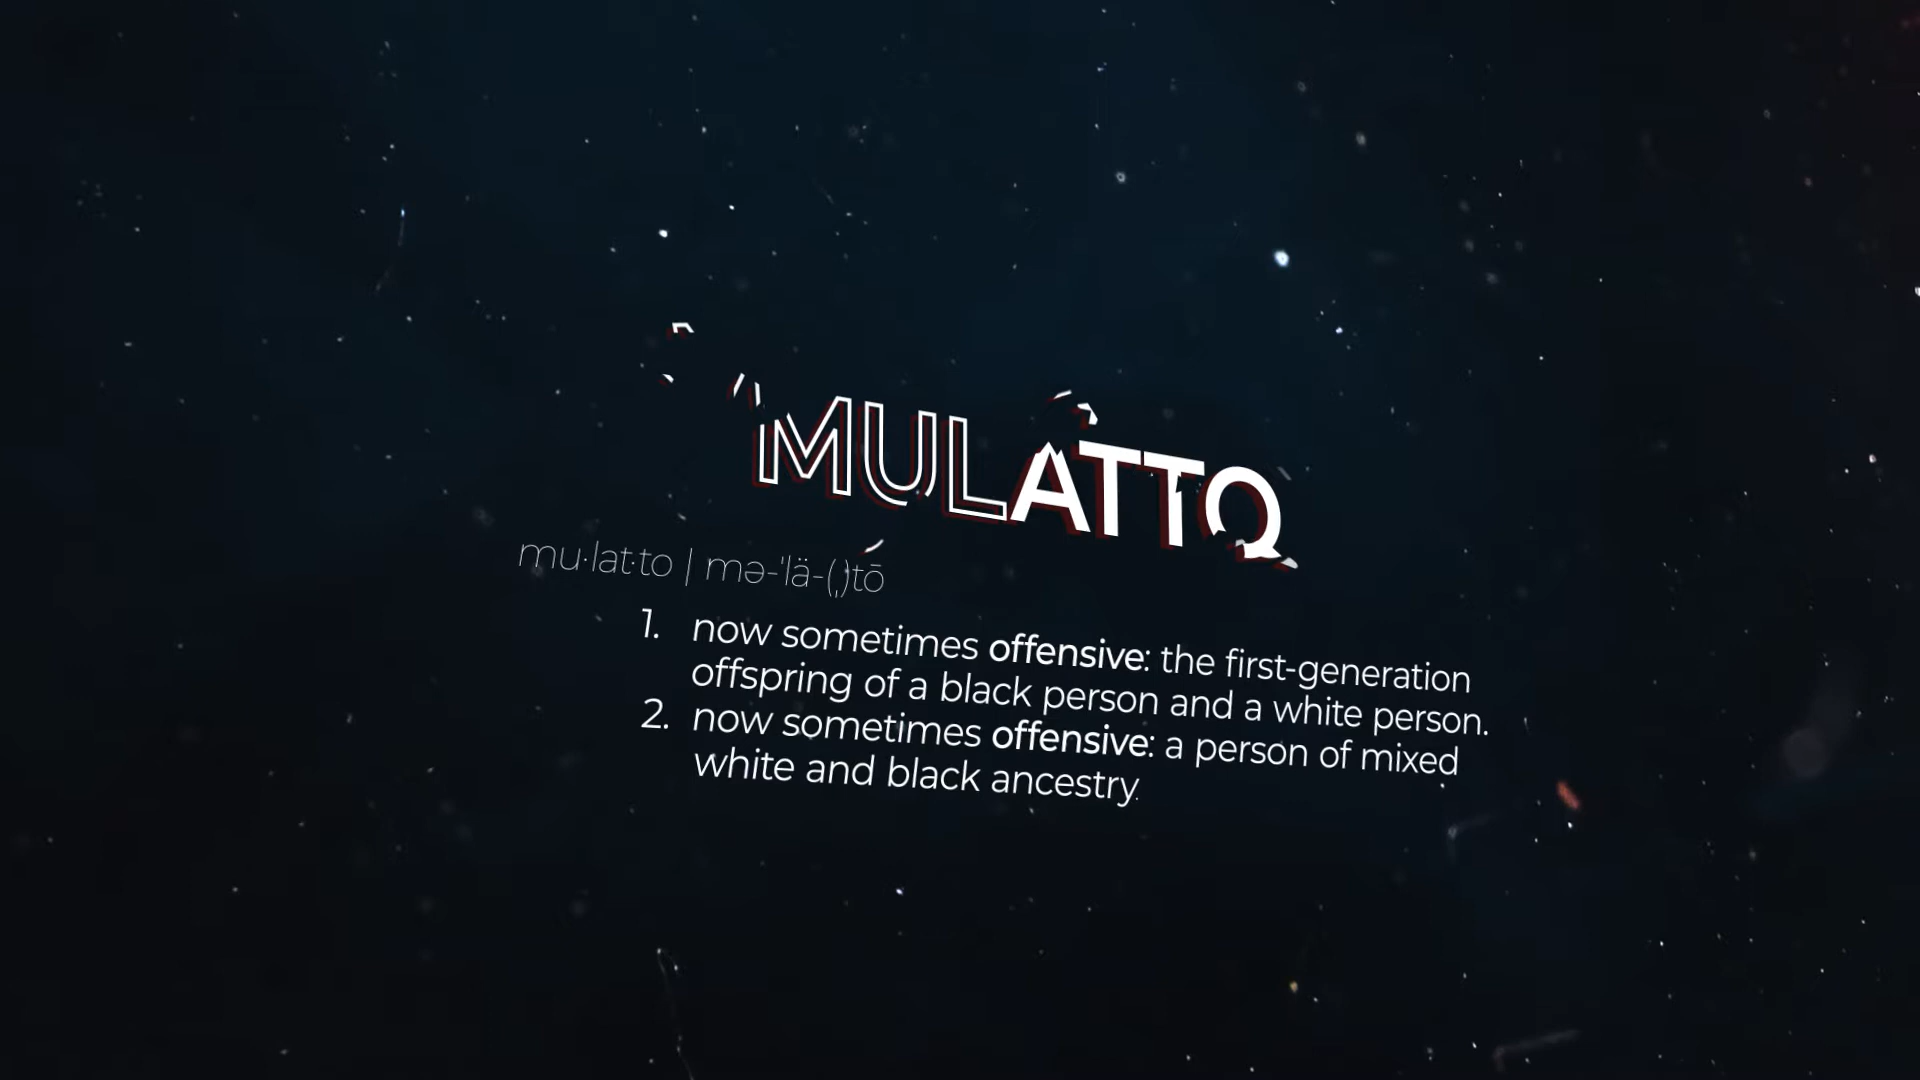 MULATTO
mu·lat·to | mə-ˈlä-(ˌ)tō
1. now sometimes offensive: the first-generation
offspring of a black person and a white person.
2. now sometimes offensive: a person of mixed
white and black ancestry.